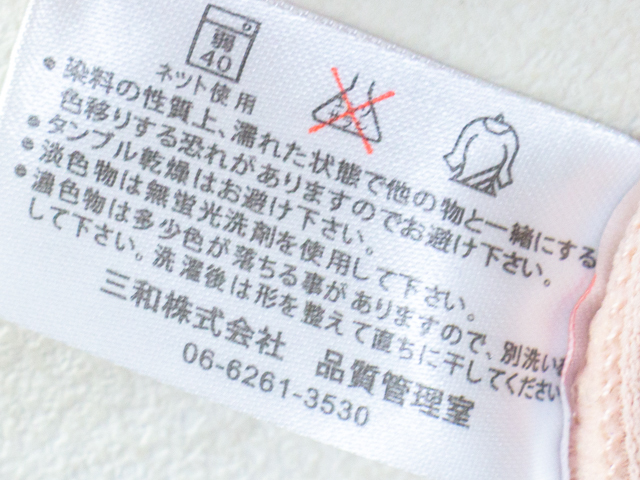 弱
40
ネット使用
• 染料の性質上、濡れた状態で他の物と一緒にする
色移りする恐れがありますのでお避け下さい。
• タンブル乾燥はお避け下さい。
• 淡色物は無蛍光洗剤を使用して下さい。
• 濃色物は多少色が落ちる事がありますので、別洗い
して下さい。洗濯後は形を整えて直ちに干してください
三和株式会社 品質管理室
06-6261-3530